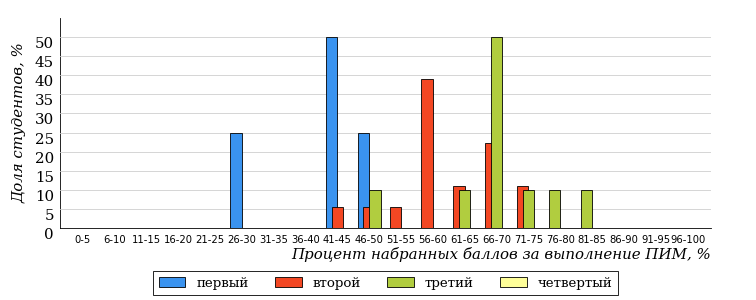 Доля студентов, %
50
45
40
35
30
25
20
15
10
5
0
0-5 6-10 11-15 16-20 21-25 26-30 31-35 36-40 41-45 46-50 51-55 56-60 61-65 66-70 71-75 76-80 81-85 86-90 91-95 96-100
Процент набранных баллов за выполнение ПИМ, %
первый второй третий четвертый